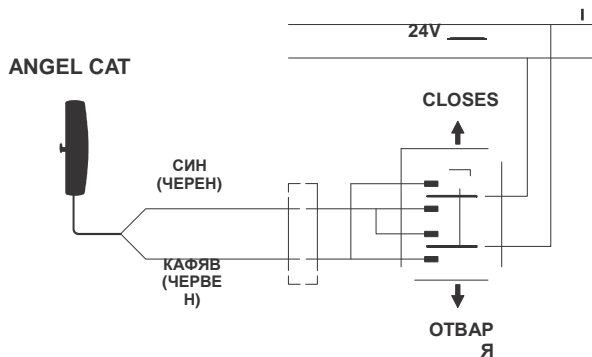 24V
ANGEL CAT
CLOSES
СИН
(ЧЕРЕН)
КАФЯВ
(ЧЕРВЕ
Н)
ОТВАР
Я